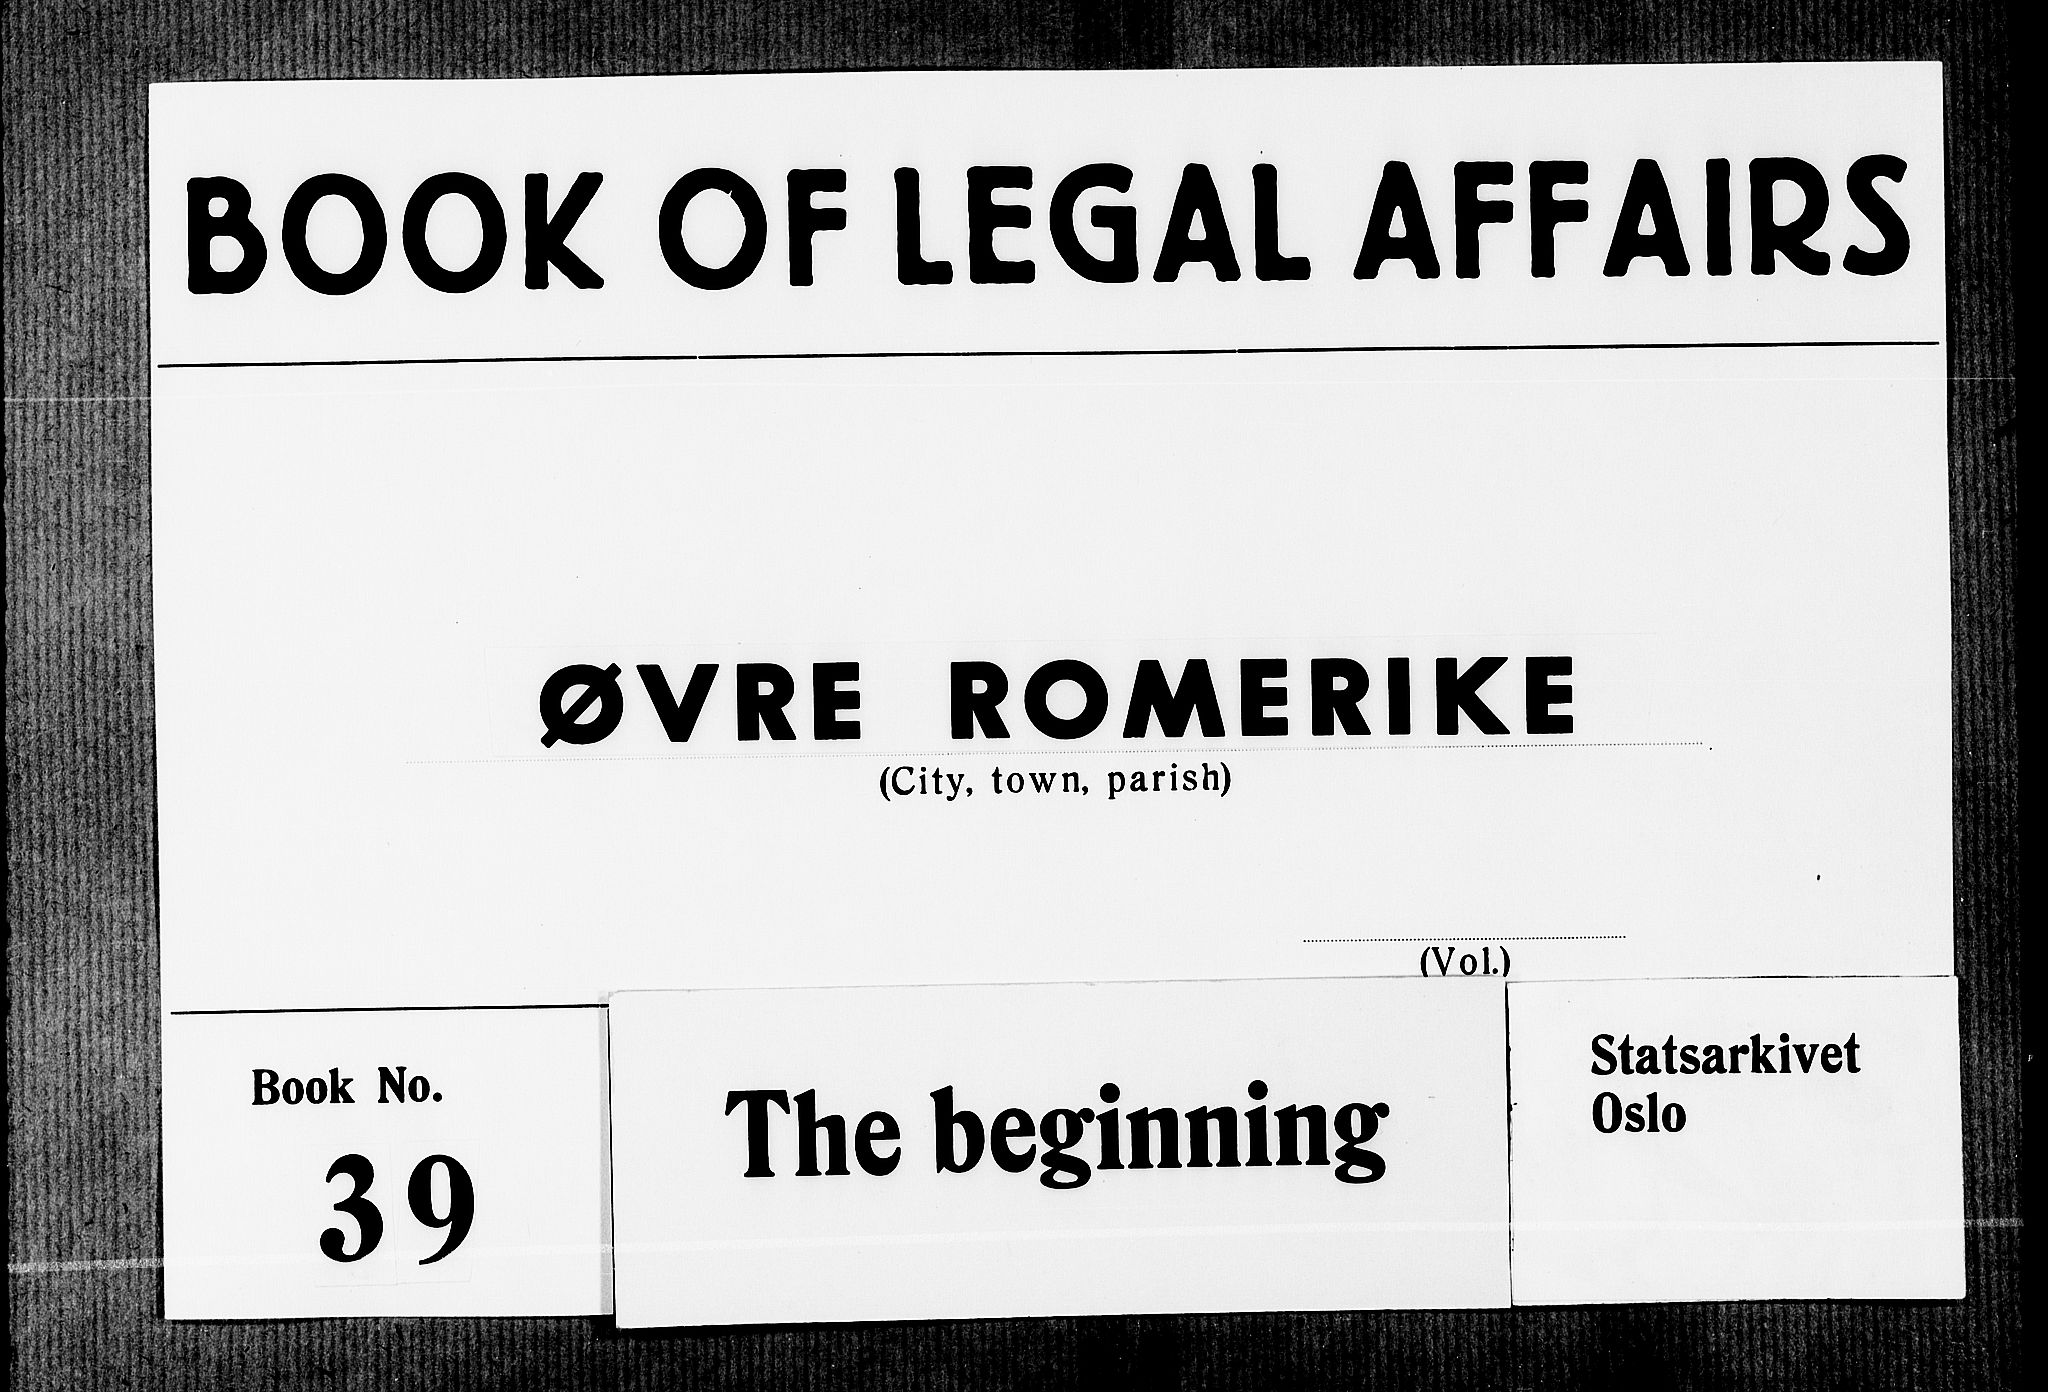 BOOK OF LEGAL AFFAIRS
ØVRE ROMERIKE
(City, town, parish)
(Vol.)
Book No.
39
The beginning
Statsarkivet
Oslo